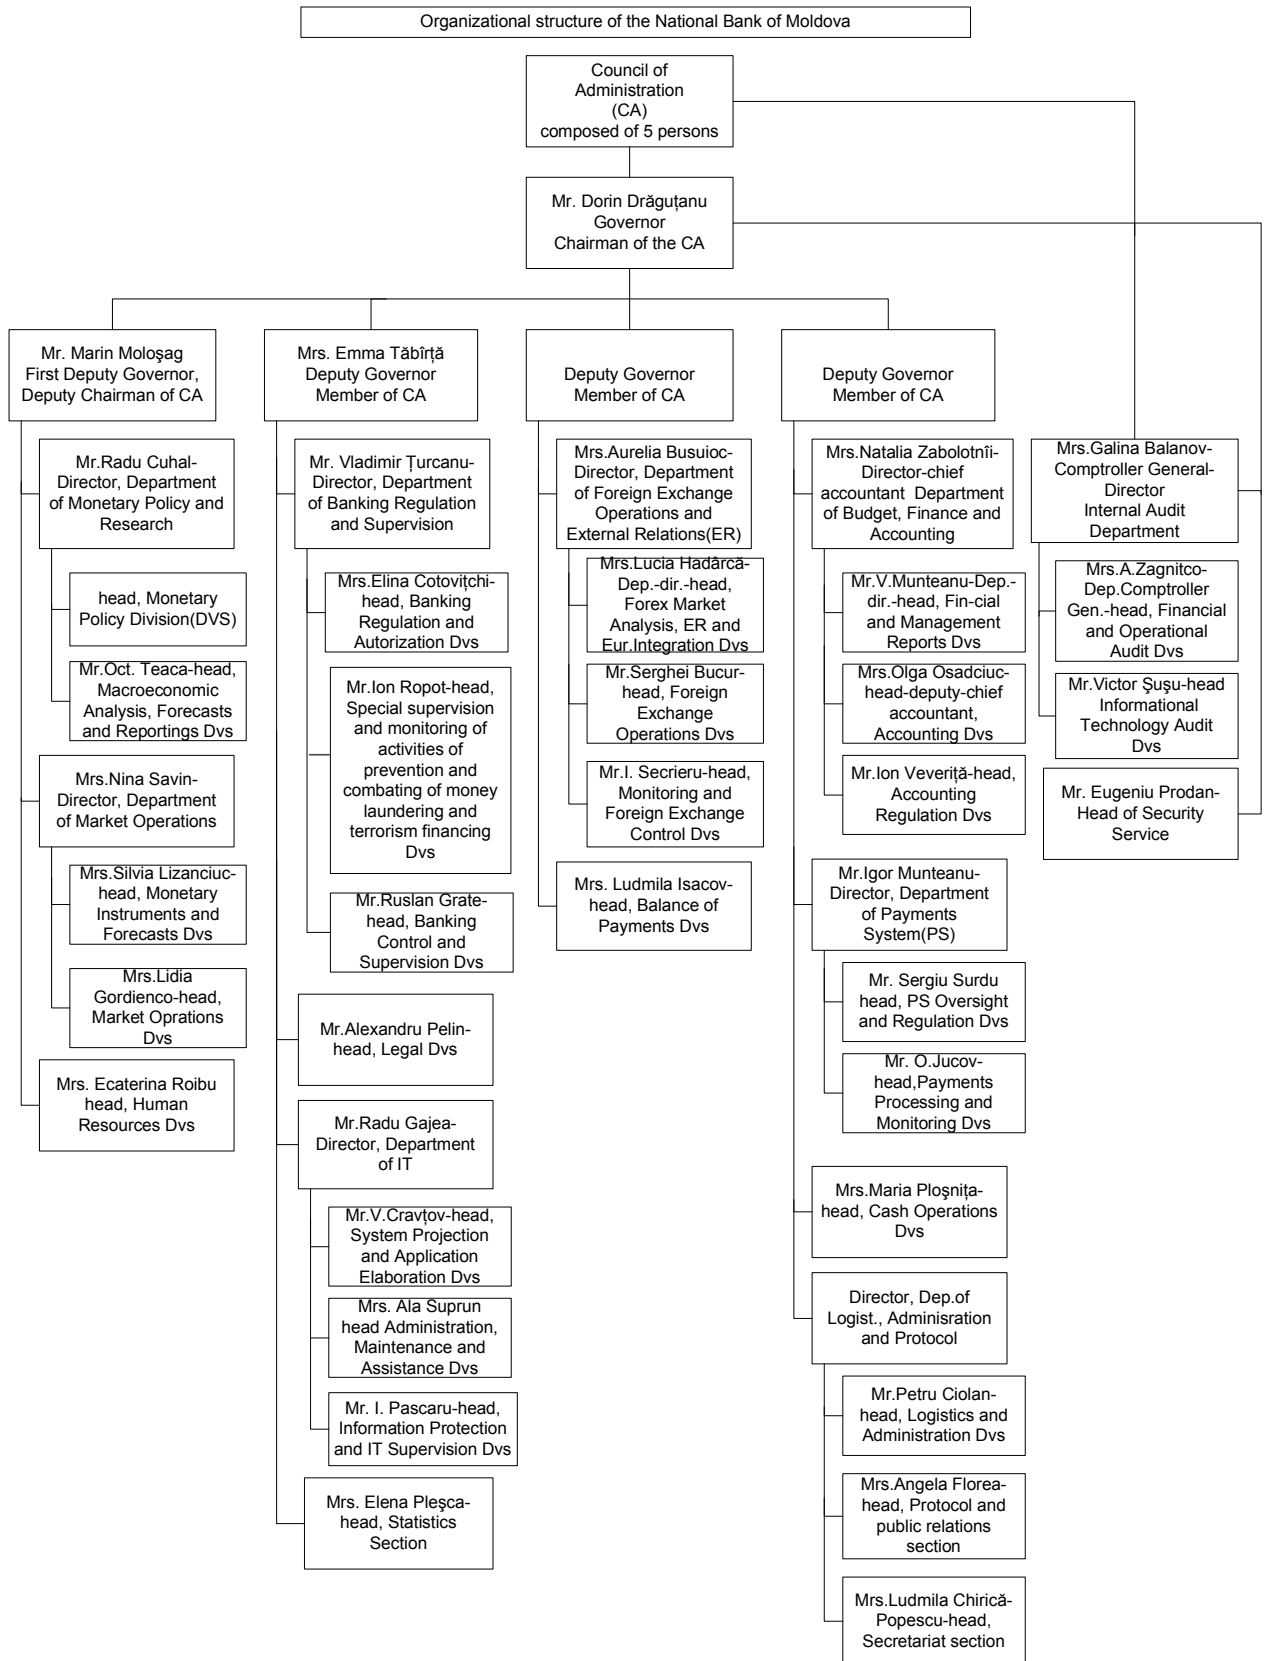 Organizational structure of the National Bank of Moldova
Council of
Administration
(CA)
composed of 5 persons
Mr. Dorin Drăguţanu
Governor
Chairman of the CA
Mr. Marin Moloşag
First Deputy Governor,
Deputy Chairman of CA
Mr.Radu Cuhal-
Director, Department
of Monetary Policy and
Research
head, Monetary
Policy Division(DVS)
Mr.Oct. Teaca-head,
Macroeconomic
Analysis, Forecasts
and Reportings Dvs
Mrs.Nina Savin-
Director, Department
of Market Operations
Mrs.Silvia Lizanciuc-
head, Monetary
Instruments and
Forecasts Dvs
Mrs.Lidia
Gordienco-head,
Market Oprations
Dvs
Mrs. Ecaterina Roibu
head, Human
Resources Dvs
Mrs. Emma Tăbîrţă
Deputy Governor
Member of CA
Mr. Vladimir Ţurcanu-
Director, Department
of Banking Regulation
and Supervision
Mrs.Elina Cotoviţchi-
head, Banking
Regulation and
Autorization Dvs
Mr.Ion Ropot-head,
Special supervision
and monitoring of
activities of
prevention and
combating of money
laundering and
terrorism financing
Dvs
Mr.Ruslan Grate-
head, Banking
Control and
Supervision Dvs
Mr.Alexandru Pelin-
head, Legal Dvs
Mr.Radu Gajea-
Director, Department
of IT
Mr.V.Cravţov-head,
System Projection
and Application
Elaboration Dvs
Mrs. Ala Suprun
head Administration,
Maintenance and
Assistance Dvs
Mr. I. Pascaru-head,
Information Protection
and IT Supervision Dvs
Mrs. Elena Pleşca-
head, Statistics
Section
Deputy Governor
Member of CA
Mrs.Aurelia Busuioc-
Director, Department
of Foreign Exchange
Operations and
External Relations(ER)
Mrs.Lucia Hadârcă-
Dep.-dir.-head,
Forex Market
Analysis, ER and
Eur.Integration Dvs
Mr.Serghei Bucur-
head, Foreign
Exchange
Operations Dvs
Mr.I. Secrieru-head,
Monitoring and
Foreign Exchange
Control Dvs
Mrs. Ludmila Isacov-
head, Balance of
Payments Dvs
Deputy Governor
Member of CA
Mrs.Natalia Zabolotnîi-
Director-chief
accountant  Department
of Budget, Finance and
Accounting
Mr.V.Munteanu-Dep.-
dir.-head, Fin-cial
and Management
Reports Dvs
Mrs.Olga Osadciuc-
head-deputy-chief
accountant,
Accounting Dvs
Mr.Ion Veveriţă-head,
Accounting
Regulation Dvs
Mr.Igor Munteanu-
Director, Department
of Payments
System(PS)
Mr. Sergiu Surdu
head, PS Oversight
and Regulation Dvs
Mr. O.Jucov-
head,Payments
Processing and
Monitoring Dvs
Mrs.Maria Ploşniţa-
head, Cash Operations
Dvs
Director, Dep.of
Logist., Adminisration
and Protocol
Mr.Petru Ciolan-
head, Logistics and
Administration Dvs
Mrs.Angela Florea-
head, Protocol and
public relations
section
Mrs.Ludmila Chirică-
Popescu-head,
Secretariat section
Mrs.Galina Balanov-
Comptroller General-
Director
Internal Audit
Department
Mrs.A.Zagnitco-
Dep.Comptroller
Gen.-head, Financial
and Operational
Audit Dvs
Mr.Victor Şuşu-head
Informational
Technology Audit
Dvs
Mr. Eugeniu Prodan-
Head of Security
Service